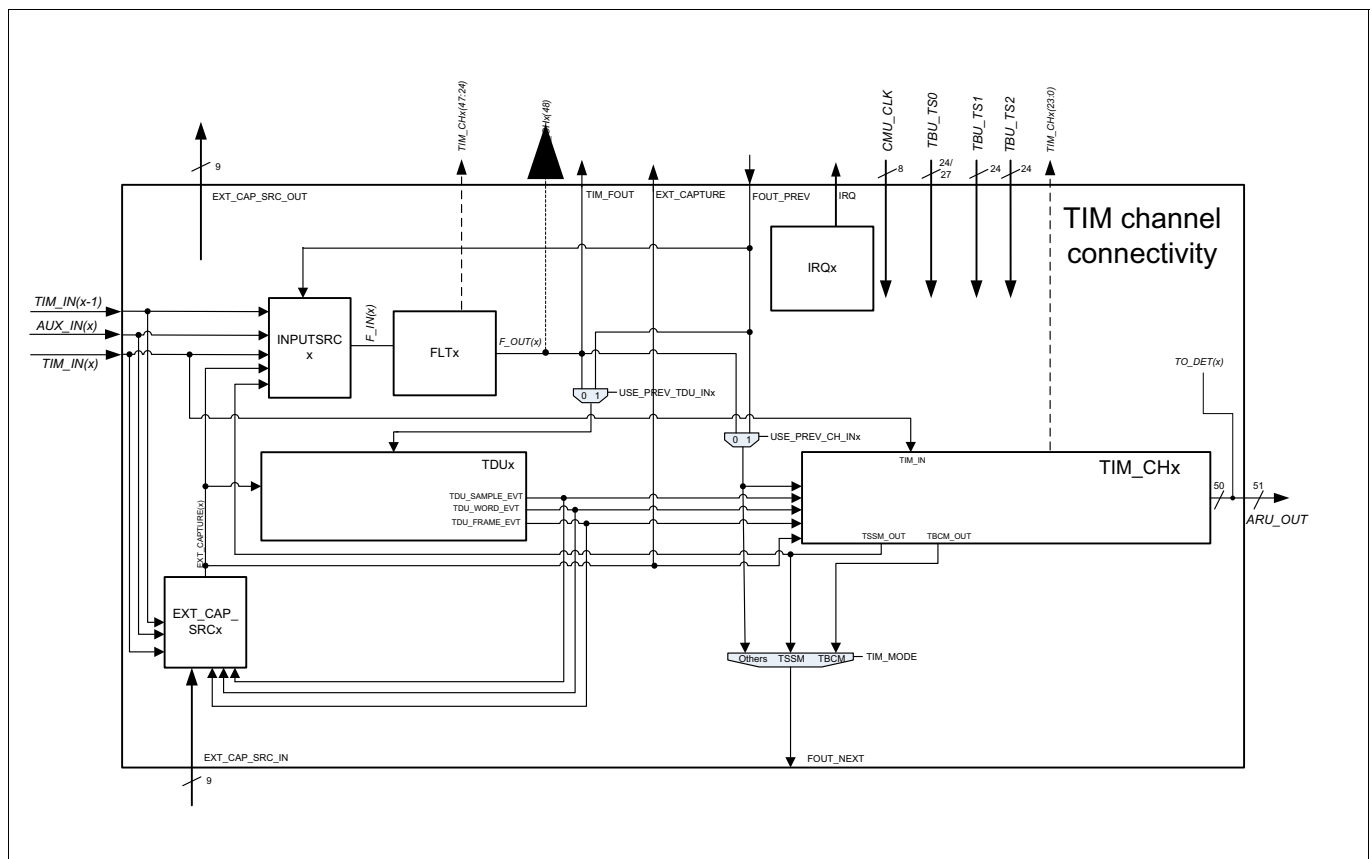 TIM_CHx(47:24)
CHx(48)
CMU_CLK
TBU_TS0
TBU_TS1
TBU_TS2
TIM_CHx(23:0)
9
8
24/
27
24
24
EXT_CAP_SRC_OUT
TIM_FOUT
EXT_CAPTURE
FOUT_PREV
IRQ
TIM channel
connectivity
IRQx
TIM_IN(x-1)
AUX_IN(x)
TIM_IN(x)
INPUTSRC
x
F_IN(x)
FLTx
F_OUT(x)
TO_DET(x)
0 1
USE_PREV_TDU_INx
0 1
USE_PREV_CH_INx
TDUx
TDU_SAMPLE_EVT
TDU_WORD_EVT
TDU_FRAME_EVT
TIM_IN
TIM_CHx
TSSM_OUT
TBCM_OUT
50
51
ARU_OUT
EXT_CAPTURE(x)
EXT_CAP_
SRCx
Others TSSM TBCM
TIM_MODE
EXT_CAP_SRC_IN
9
FOUT_NEXT